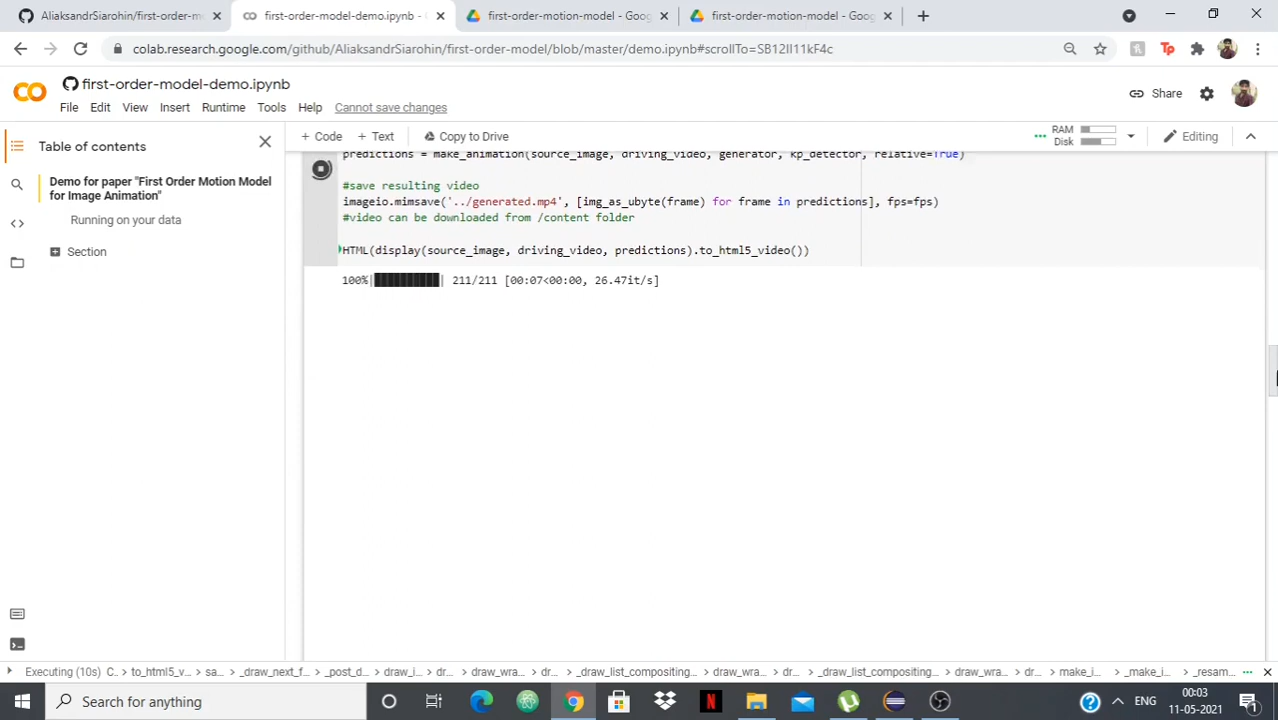 AliaksandrSiarohin/first-order-m
first-order-model-demo.ipynb -
first-order-motion-model - Goog
first-order-motion-model - Goog
colab.research.google.com/github/AliaksandrSiarohin/first-order-model/blob/master/demo.ipynb#scrollTo=SB12II11kF4c
first-order-model-demo.ipynb
Share
File Edit View Insert Runtime Tools Help Cannot save changes
Table of contents
+ Code + Text Copy to Drive
RAM
Disk
Editing
predictions = make_animation(source_image, driving_video, generator, kp_detector, relative=True)
Demo for paper "First Order Motion Model
for Image Animation"
#save resulting video
imageio.mimsave('../generated.mp4', [img_as_ubyte(frame) for frame in predictions], fps=fps)
Running on your data
#video can be downloaded from /content folder
Section
HTML(display(source_image, driving_video, predictions).to_html5_video())
100%| 211/211 [00:07<00:00, 26.47it/s]
Executing (10s) C... to_html5_v... sa... _draw_next_f... _post_d... draw_i... dr... draw_wra... dr... _draw_list_compositing... draw_wra... dr... _draw_list_compositing... draw_wra... dr... make_i... _make_i... _resam...
Search for anything
ENG
00:03
11-05-2021